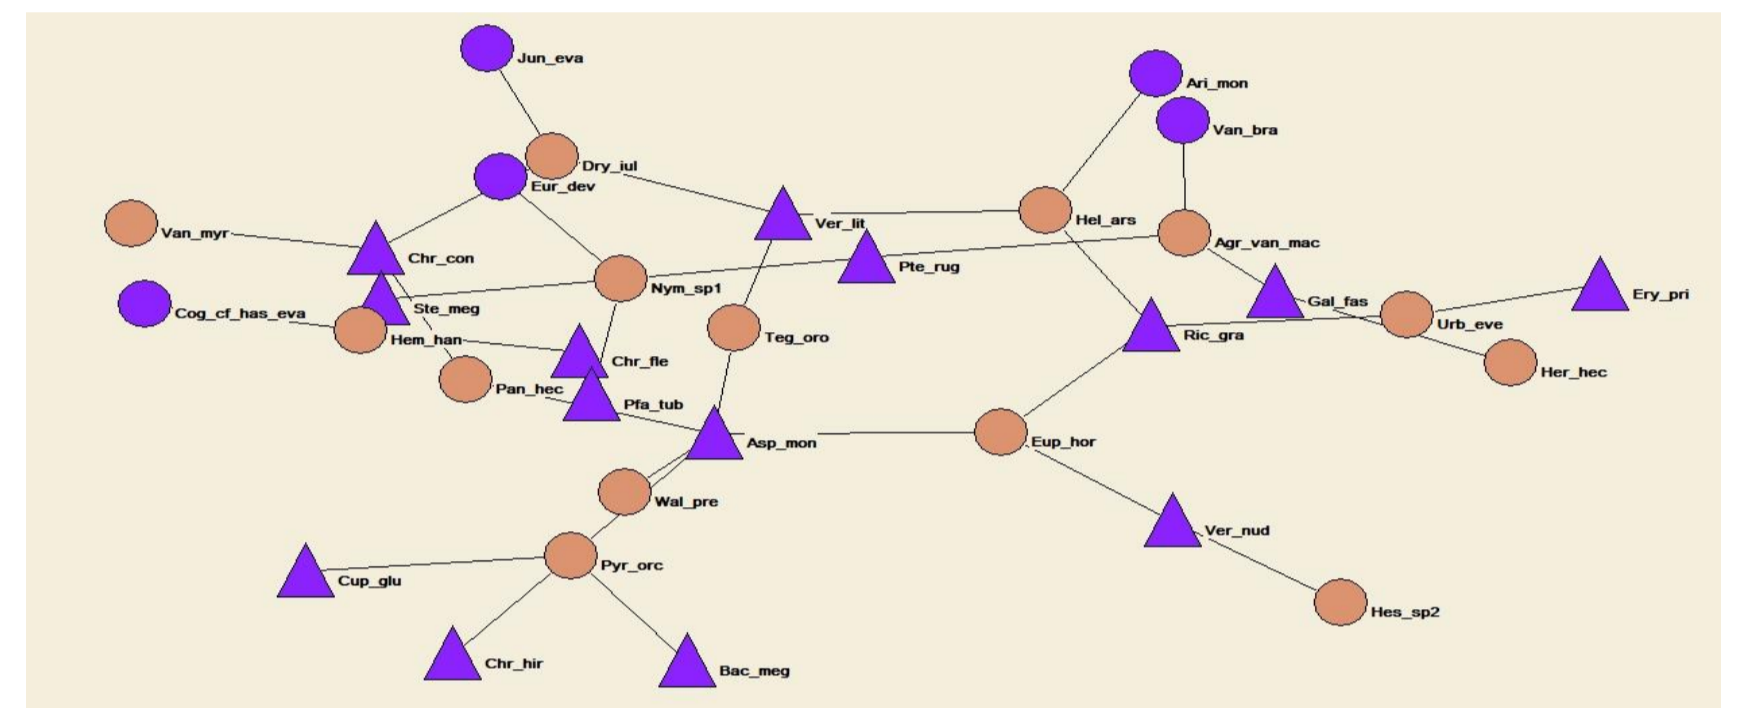 Jun_eva
Ari_mon
Van_bra
Dry_iul
Eur_dev
Hel_ars
Ver_lit
Van_myr
Agr_van_mac
Chr_con
Pte_rug
Nym_sp1
Ery_pri
Gal_fas
Ste_meg
Cog_cf_has_eva
Urb_eve
Ric_gra
Teg_oro
Hem_han
Chr_fle
Her_hec
Pan_hec
Pfa_tub
Eup_hor
Asp_mon
Wal_pre
Ver_nud
Pyr_orc
Cup_glu
Hes_sp2
Chr_hir
Bac_meg